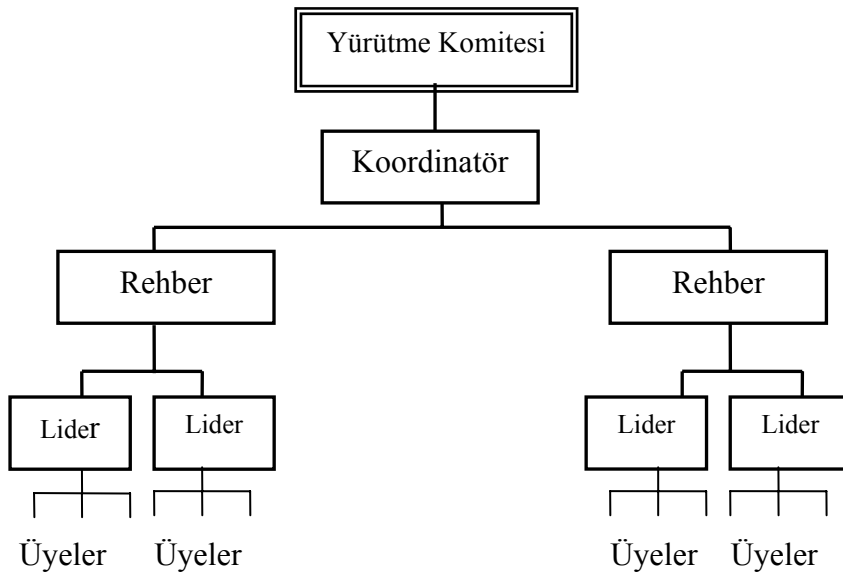 Yürütme Komitesi
Koordinatör
Rehber
Rehber
Lider
Lider
Lider
Lider
Üyeler
Üyeler
Üyeler
Üyeler